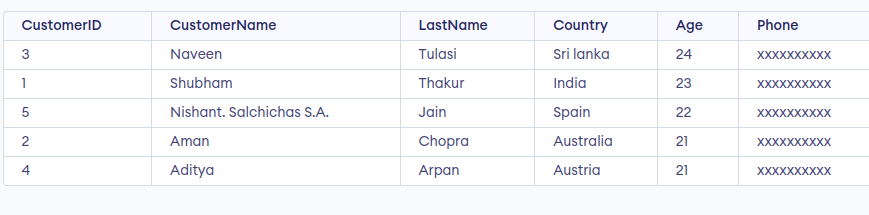 CustomerID CustomerName LastName Country Age Phone
3 Naveen Tulasi Sri lanka 24 xxxxxxxxxx
1 Shubham Thakur India 23 xxxxxxxxxx
5 Nishant. Salchichas S.A. Jain Spain 22 xxxxxxxxxx
2 Aman Chopra Australia 21 xxxxxxxxxx
4 Aditya Arpan Austria 21 xxxxxxxxxx